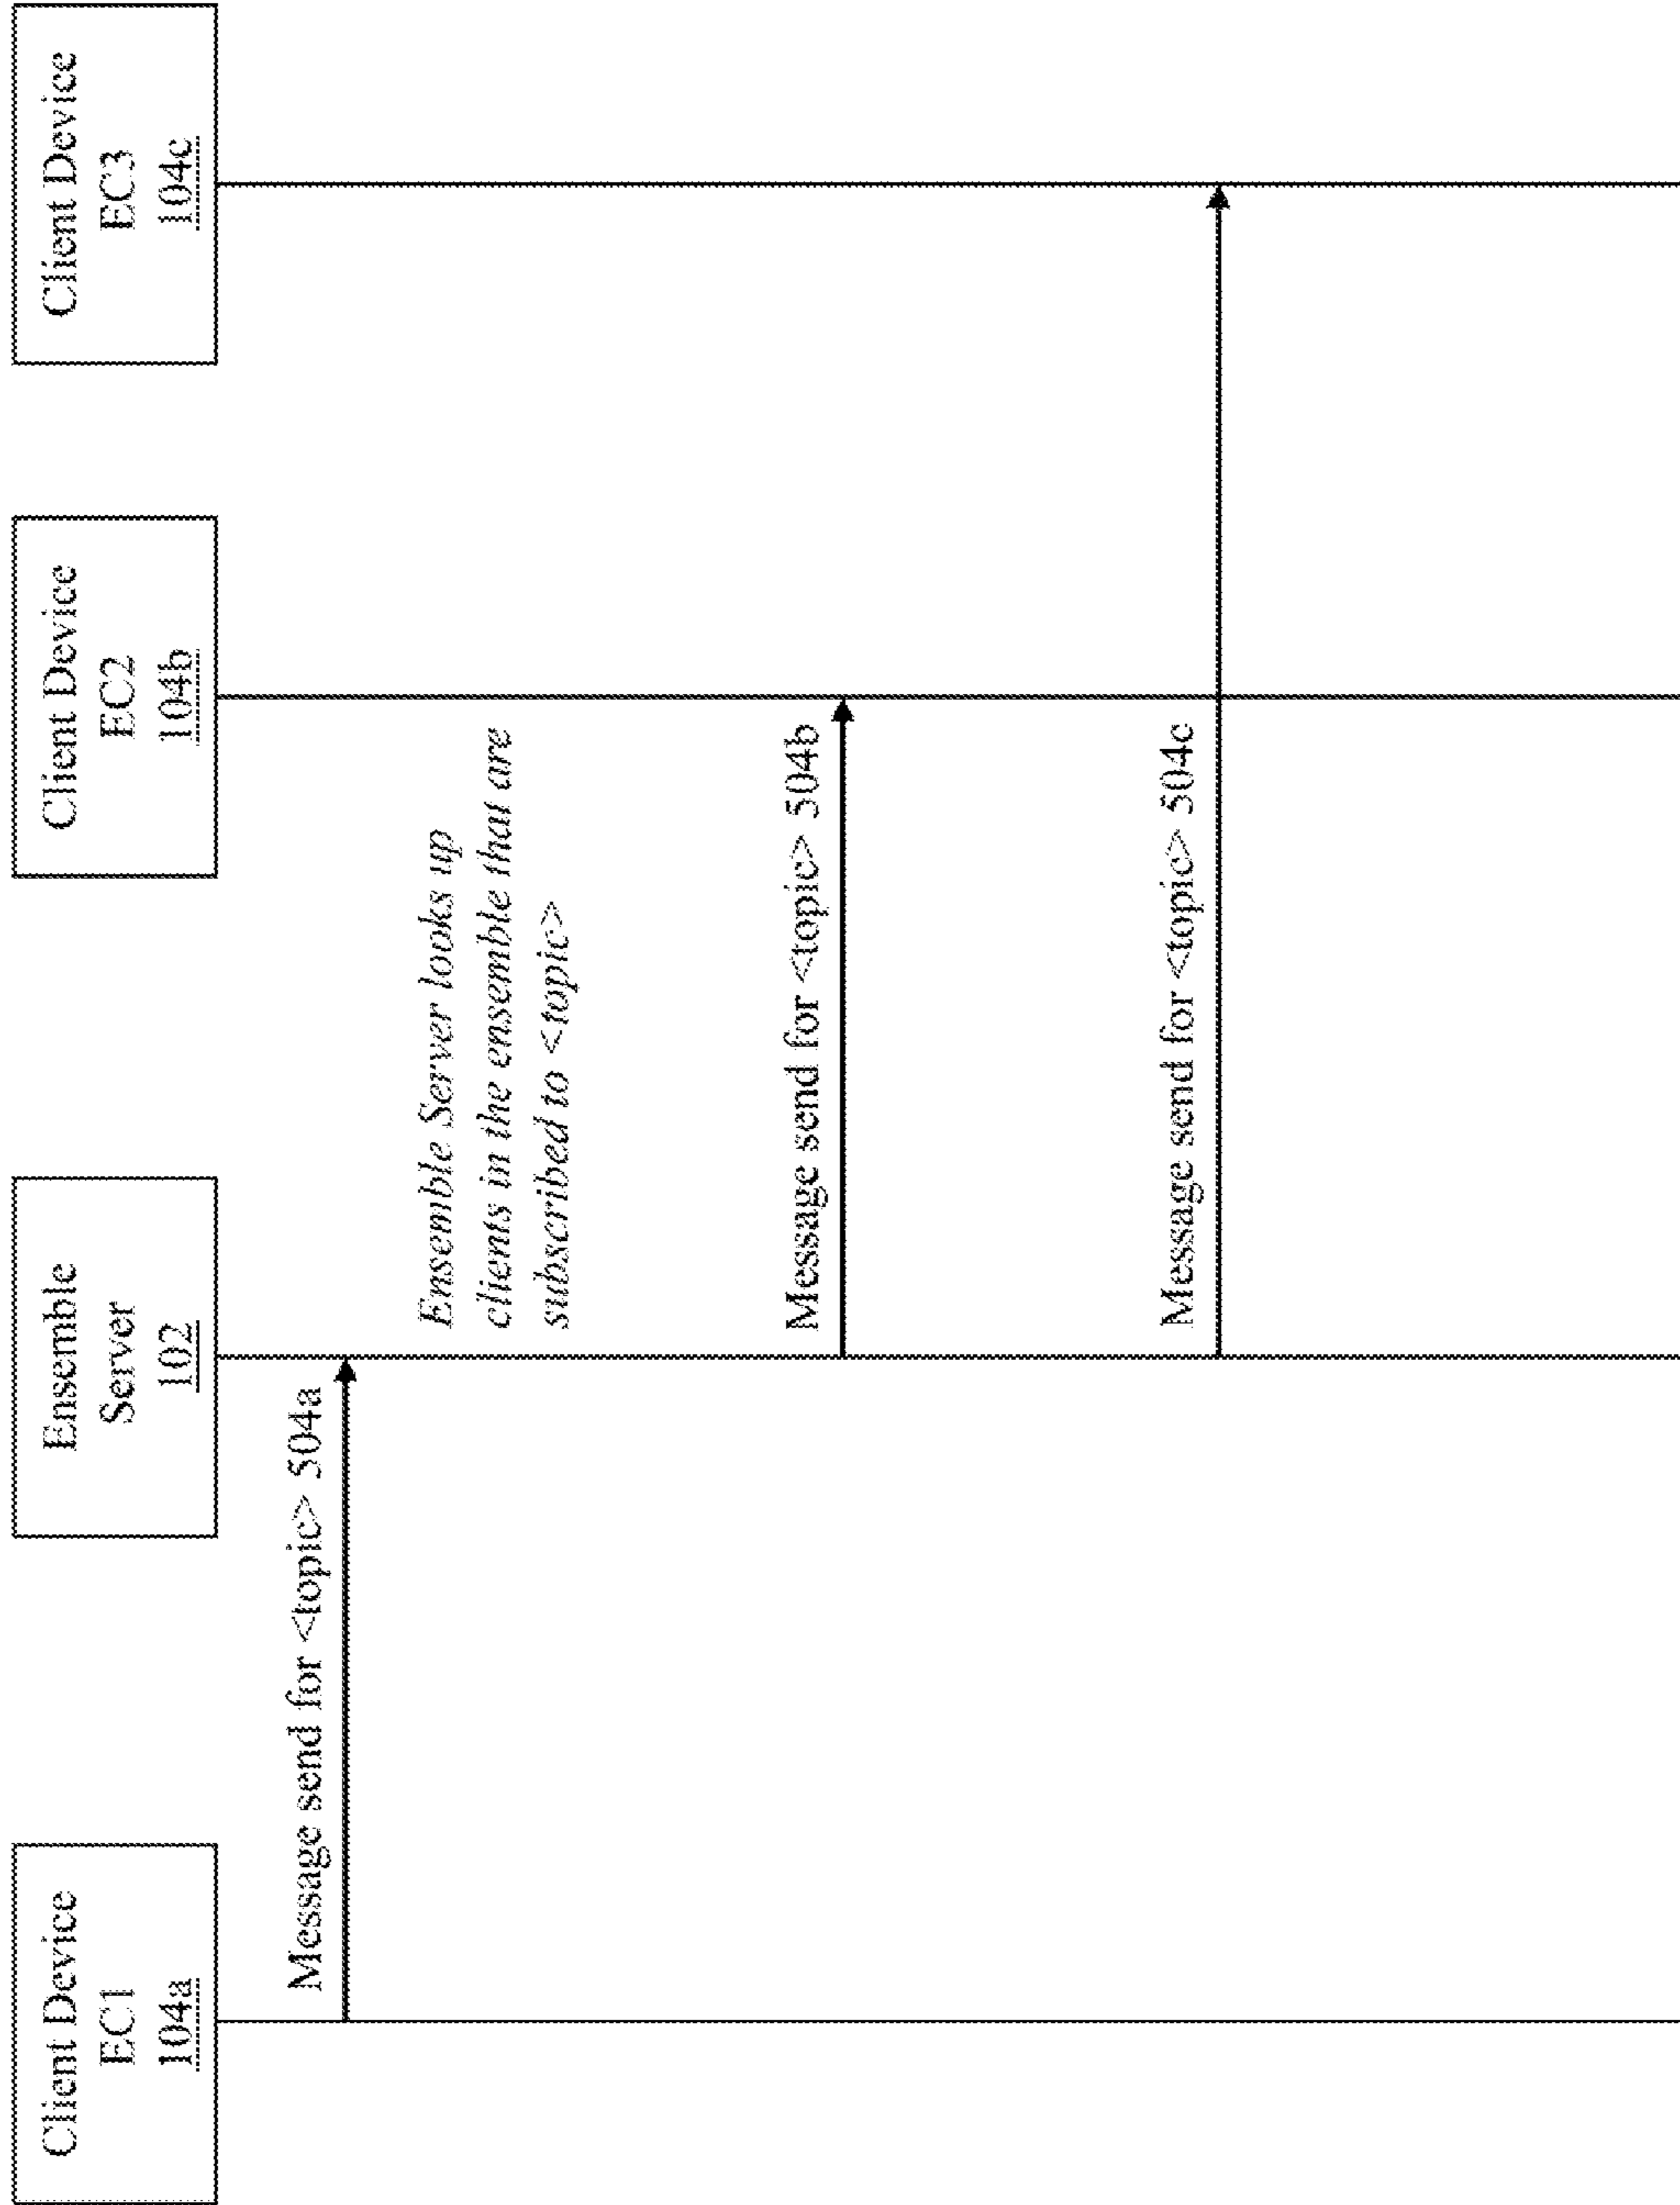 Client Device
EC1
104a
Ensemble
Server
102
Client Device
EC2
104b
Client Device
EC3
104c
Message send for <topic> 504a
Ensemble Server looks up
clients in the ensemble that are
subscribed to <topic>
Message send for <topic> 504b
Message send for <topic> 504c